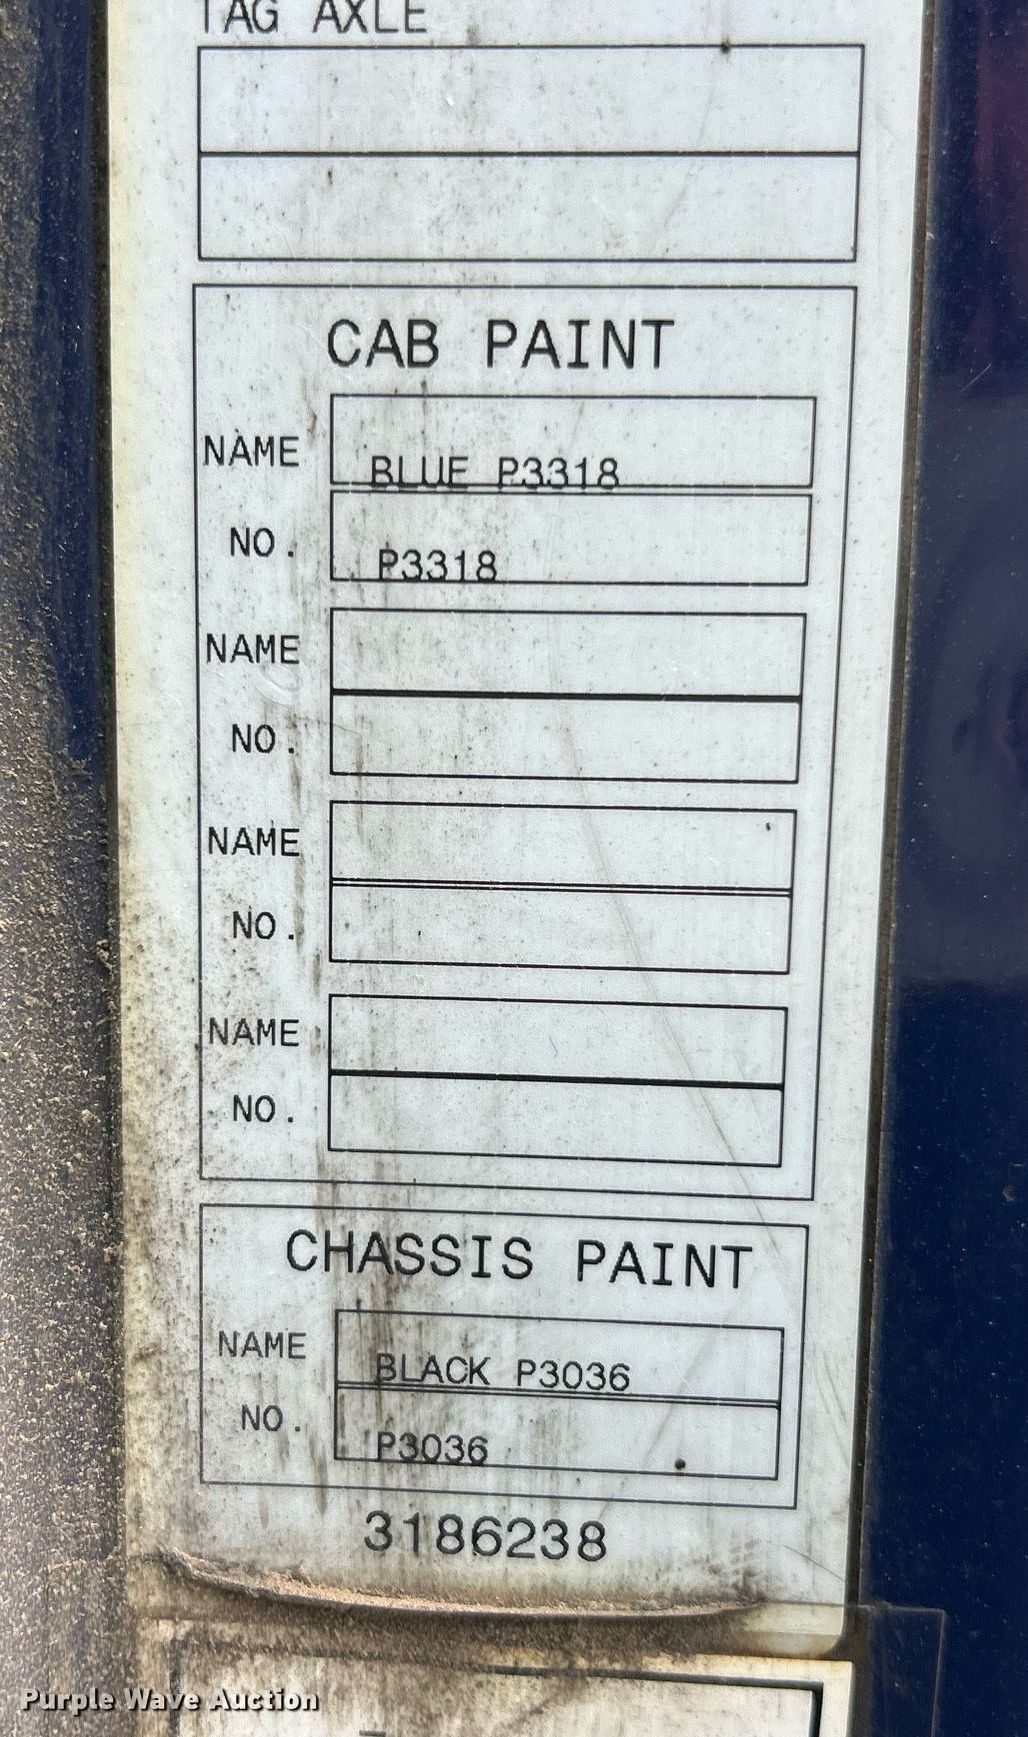 TAG AXLE
CAB PAINT
NAME BLUE P3318
NO. P3318
NAME
NO.
NAME
NO.
NAME
NO.
CHASSIS PAINT
NAME BLACK P3036
NO. P3036
3186238
Purple Wave Auction